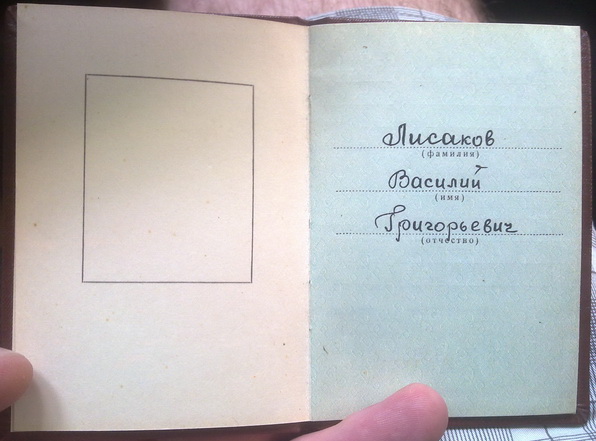 Лисаков
(фамилия)
Василий
(имя)
Григорьевич
(отчество)